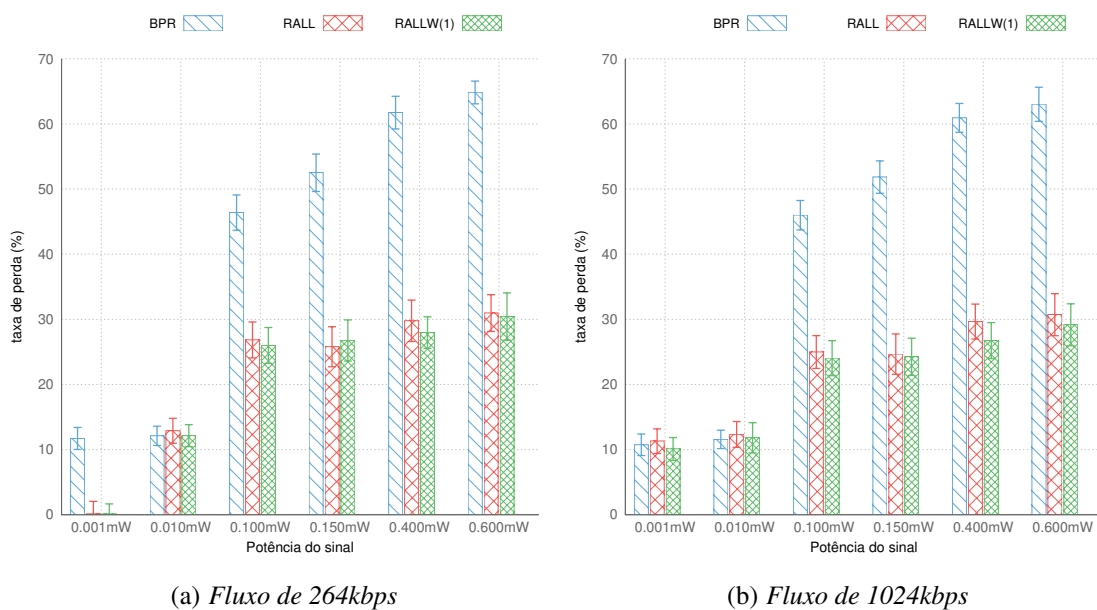 BPR RALL RALLW(1)
70
60
50
40
30
20
10
0
taxa de perda (%)
0.001mW 0.010mW 0.100mW 0.150mW 0.400mW 0.600mW
Potência do sinal
(a) Fluxo de 264kbps
BPR RALL RALLW(1)
70
60
50
40
30
20
10
0
taxa de perda (%)
0.001mW 0.010mW 0.100mW 0.150mW 0.400mW 0.600mW
Potência do sinal
(b) Fluxo de 1024kbps